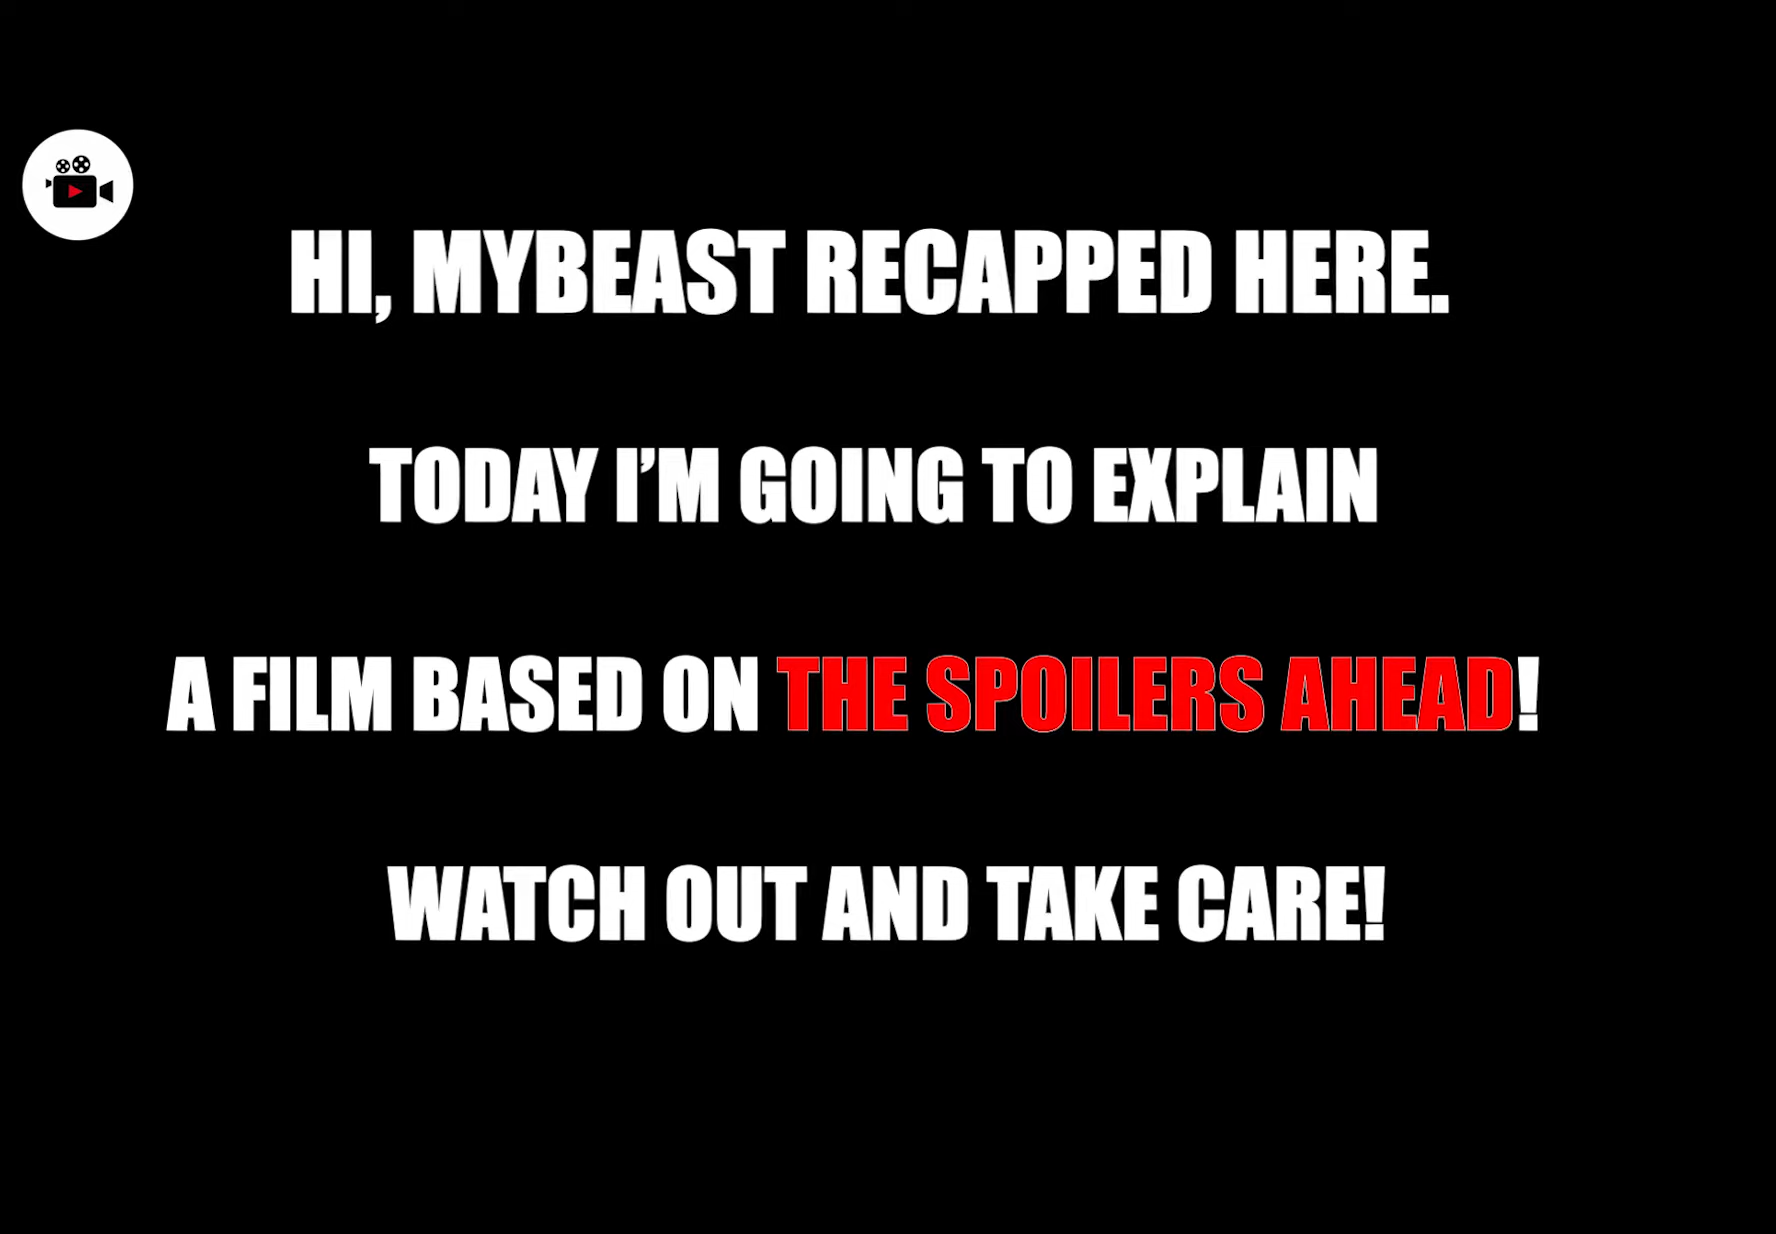 HI, MYBEAST RECAPPED HERE.
TODAY I’M GOING TO EXPLAIN
A FILM BASED ON THE SPOILERS AHEAD!
WATCH OUT AND TAKE CARE!